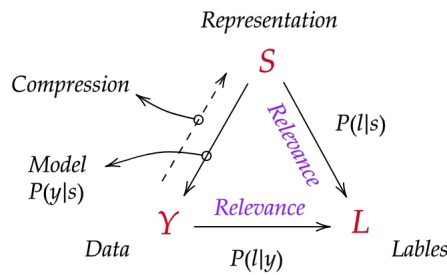 Representation
S
Compression
Relevance
P(l|s)
Model
P(y|s)
Y
Relevance
L
Data
P(l|y)
Lables